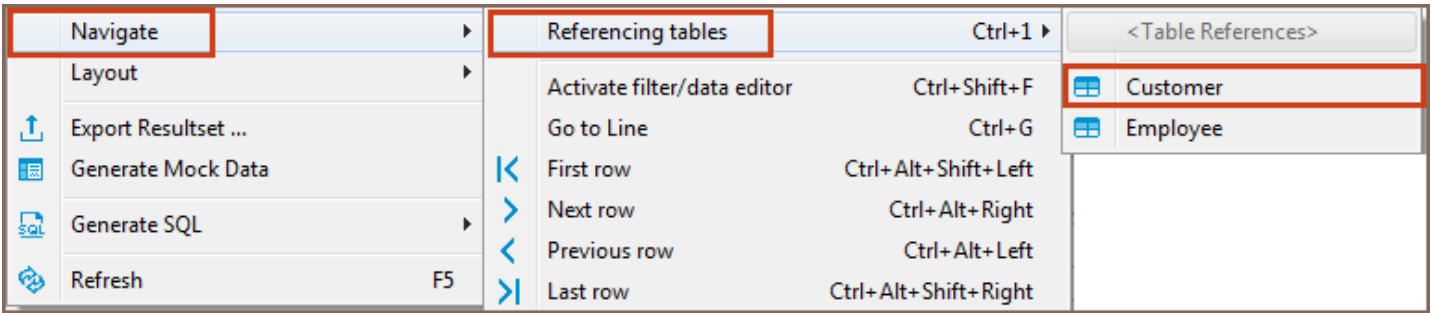 Navigate
Layout
Export Resultset ...
Generate Mock Data
SQL
Generate SQL
Refresh F5
Referencing tables Ctrl+1
Activate filter/data editor Ctrl+Shift+F
Go to Line Ctrl+G
First row Ctrl+Alt+Shift+Left
Next row Ctrl+Alt+Right
Previous row Ctrl+Alt+Left
Last row Ctrl+Alt+Shift+Right
<Table References>
Customer
Employee